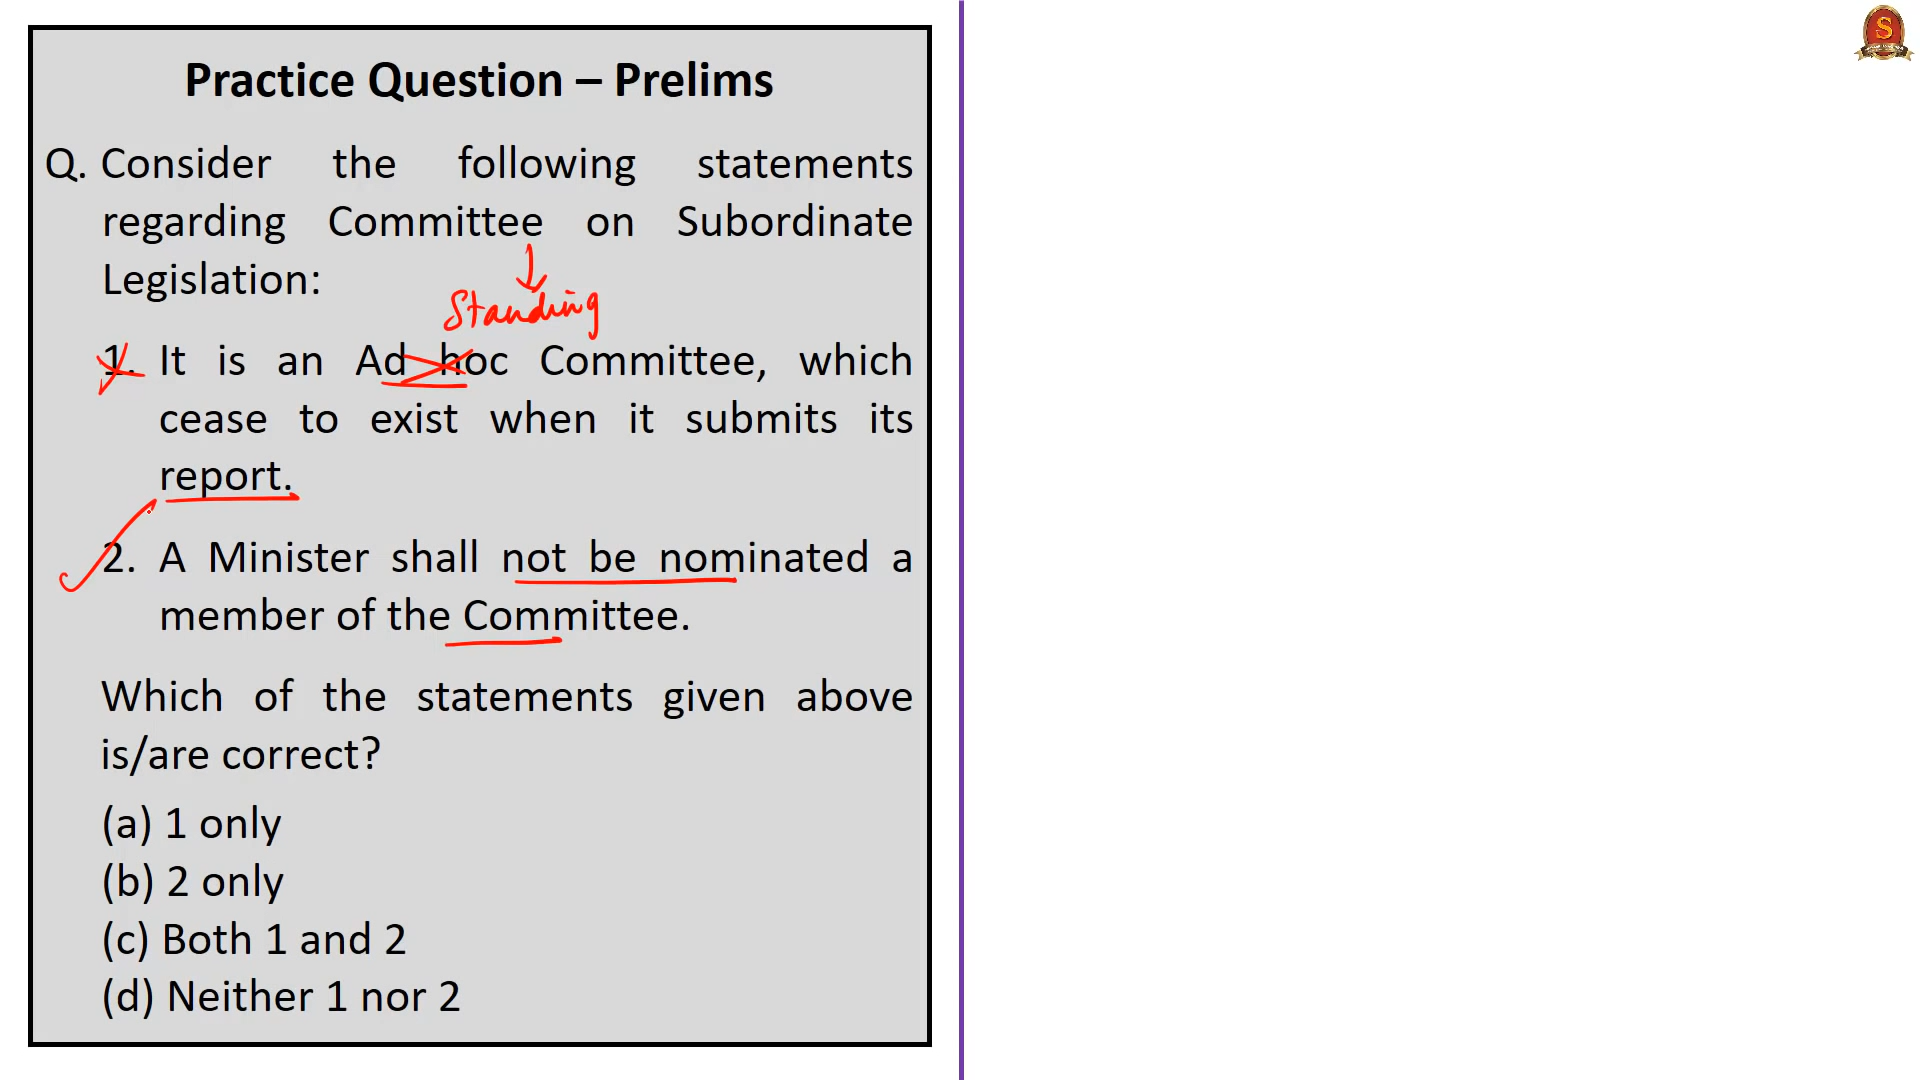 Practice Question – Prelims
Q. Consider the following statements
regarding Committee on Subordinate
Legislation:
Standing
1. It is an Ad hoc Committee, which
cease to exist when it submits its
report.
2. A Minister shall not be nominated a
member of the Committee.
Which of the statements given above
is/are correct?
(a) 1 only
(b) 2 only
(c) Both 1 and 2
(d) Neither 1 nor 2
S